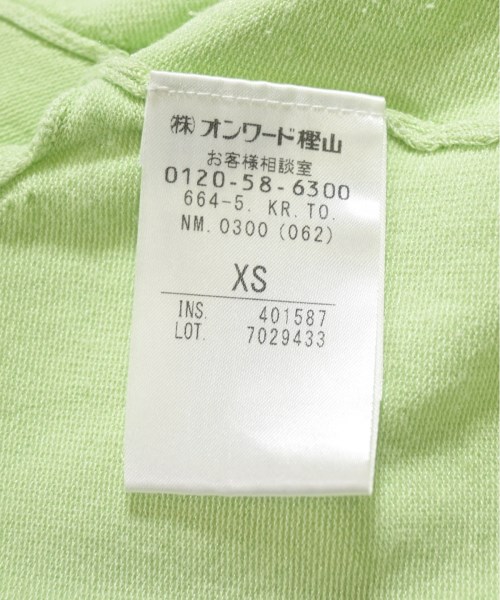 ㈱オンワード樫山
お客様相談室
0120-58-6300
664-5. KR.TO.
NM.0300(062)
XS
INS. 401587
LOT. 7029433